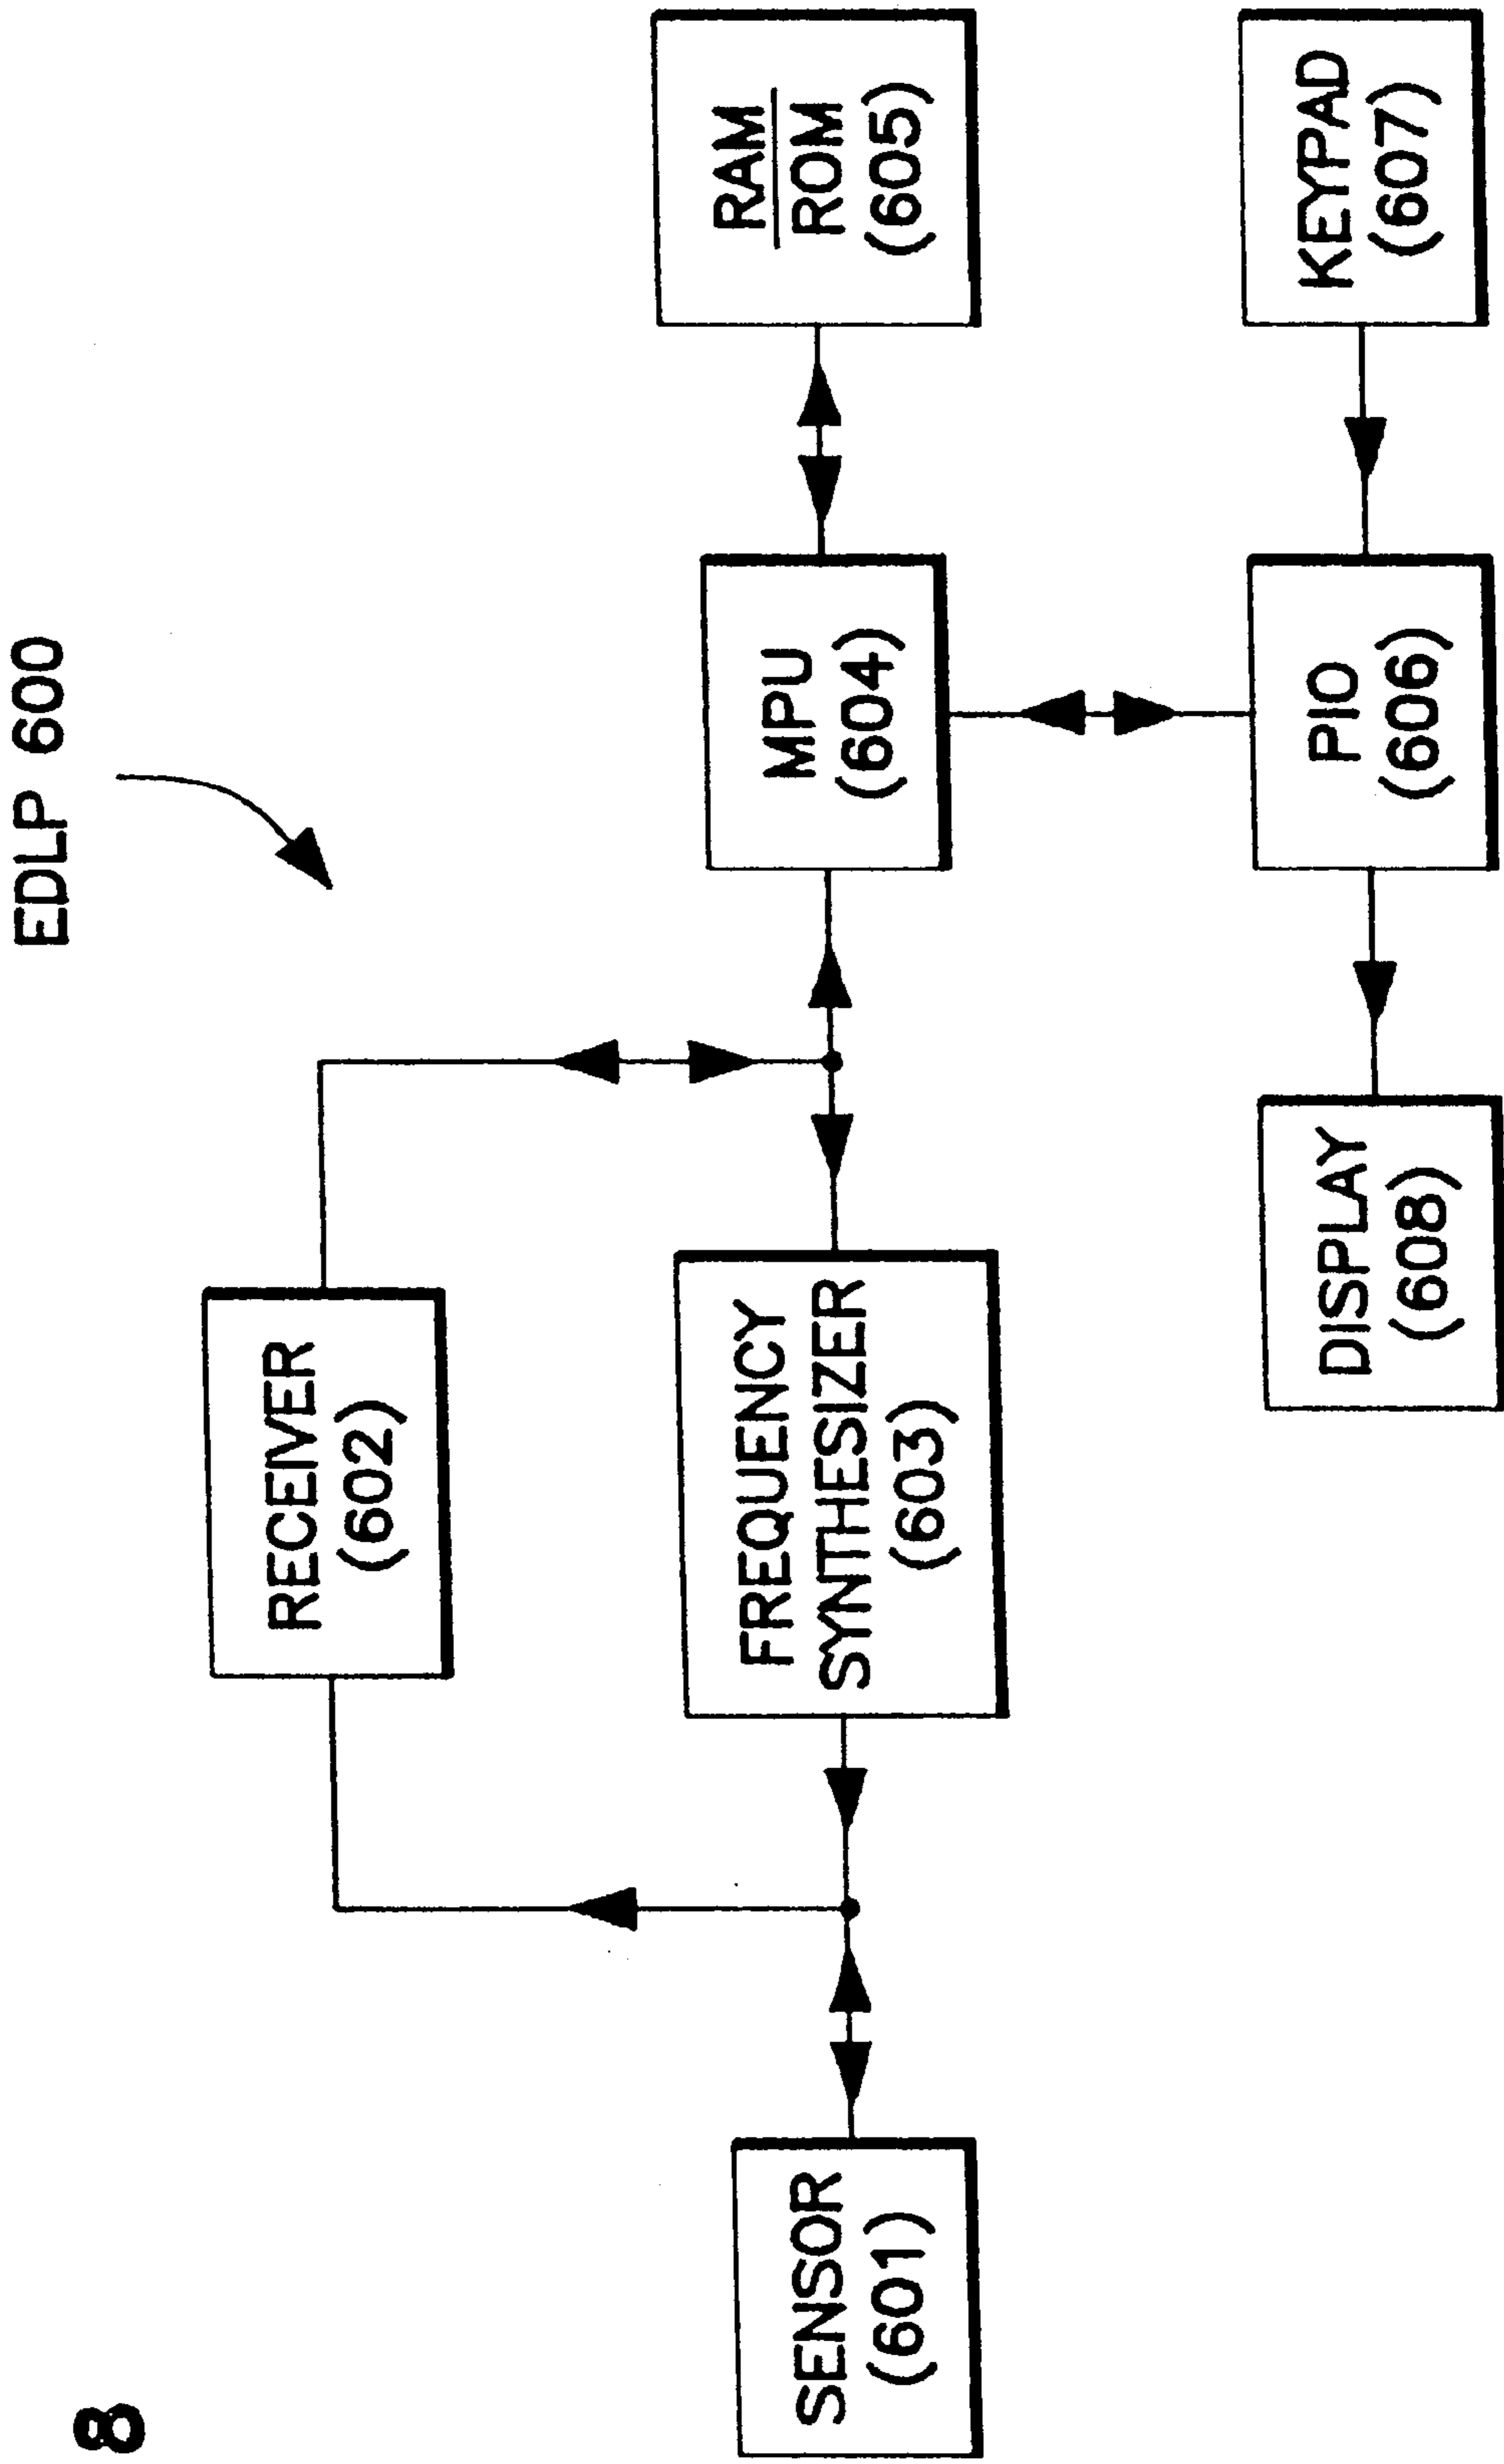 8
EDLP 600
RECEIVER
(602)
SENSOR
(601)
FREQUENCY
SYNTHESIZER
(603)
MPU
(604)
RAM
ROM
(605)
DISPLAY
(608)
PIO
(606)
KEYPAD
(607)